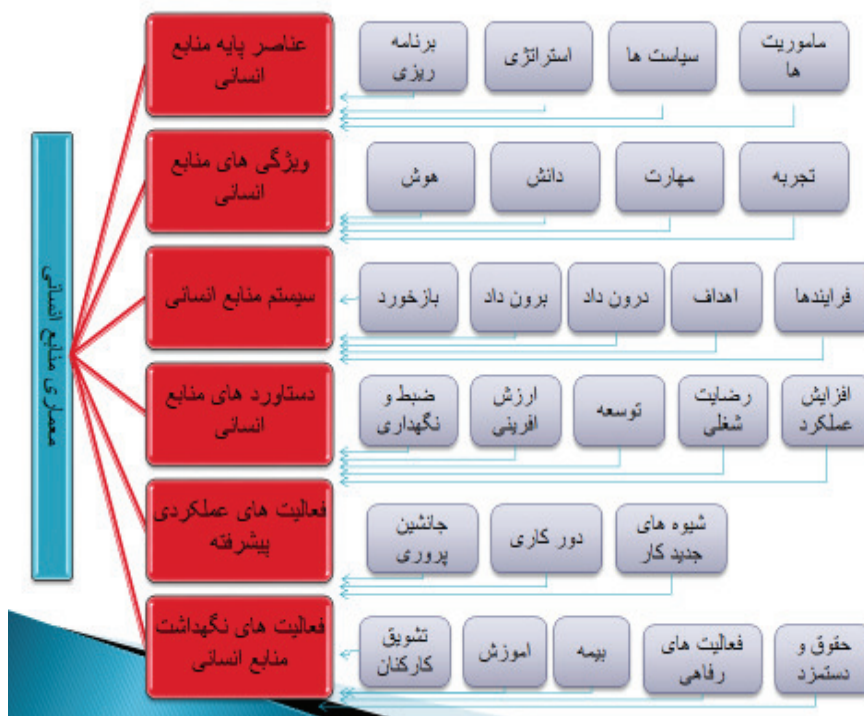 معماری منابع انسانی
عناصر پایه منابع
انسانی
ماموریت
ها
سیاست ها
استراتژی
برنامه
ریزی
ویژگی های منابع
انسانی
تجربه
مهارت
دانش
هوش
سیستم منابع انسانی
فرایندها
اهداف
درون داد
برون داد
بازخورد
دستاورد های منابع
انسانی
افزایش
عملکرد
رضایت
شغلی
توسعه
ارزش
افرینی
ضبط و
نگهداری
فعالیت های عملکردی
پیشرفته
شیوه های
جدید کار
دور کاری
جانشین
پروری
فعالیت های نگهداشت
منابع انسانی
حقوق و
دستمزد
فعالیت های
رفاهی
بیمه
اموزش
تشویق
کارکنان